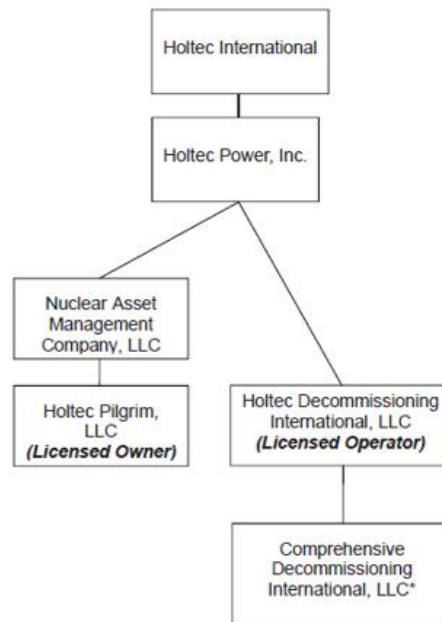 Holtec International
Holtec Power, Inc.
Nuclear Asset
Management
Company, LLC
Holtec Pilgrim,
LLC
(Licensed Owner)
Holtec Decommissioning
International, LLC
(Licensed Operator)
Comprehensive
Decommissioning
International, LLC*